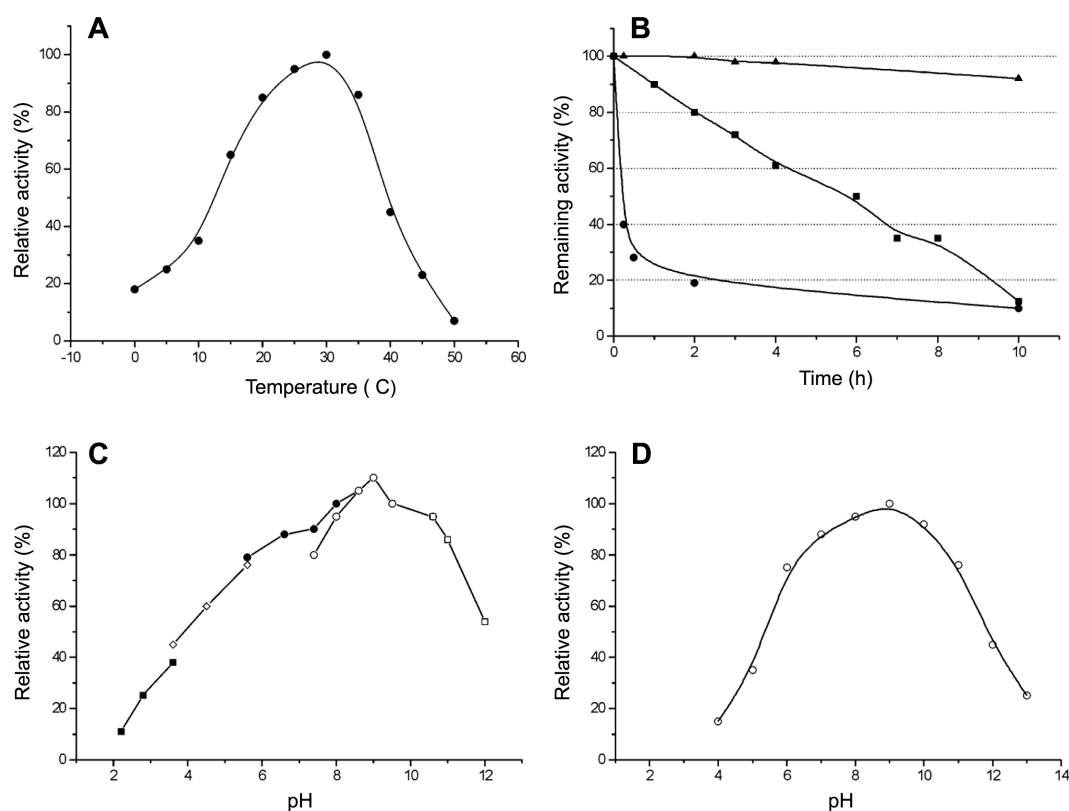 A
Relative activity (%)
100
80
60
40
20
0
-10 0 10 20 30 40 50 60
Temperature ( C)
B
Remaining activity (%)
100
80
60
40
20
0
0 2 4 6 8 10
Time (h)
C
Relative activity (%)
120
100
80
60
40
20
0
2 4 6 8 10 12
pH
D
Relative activity (%)
120
100
80
60
40
20
0
2 4 6 8 10 12 14
pH